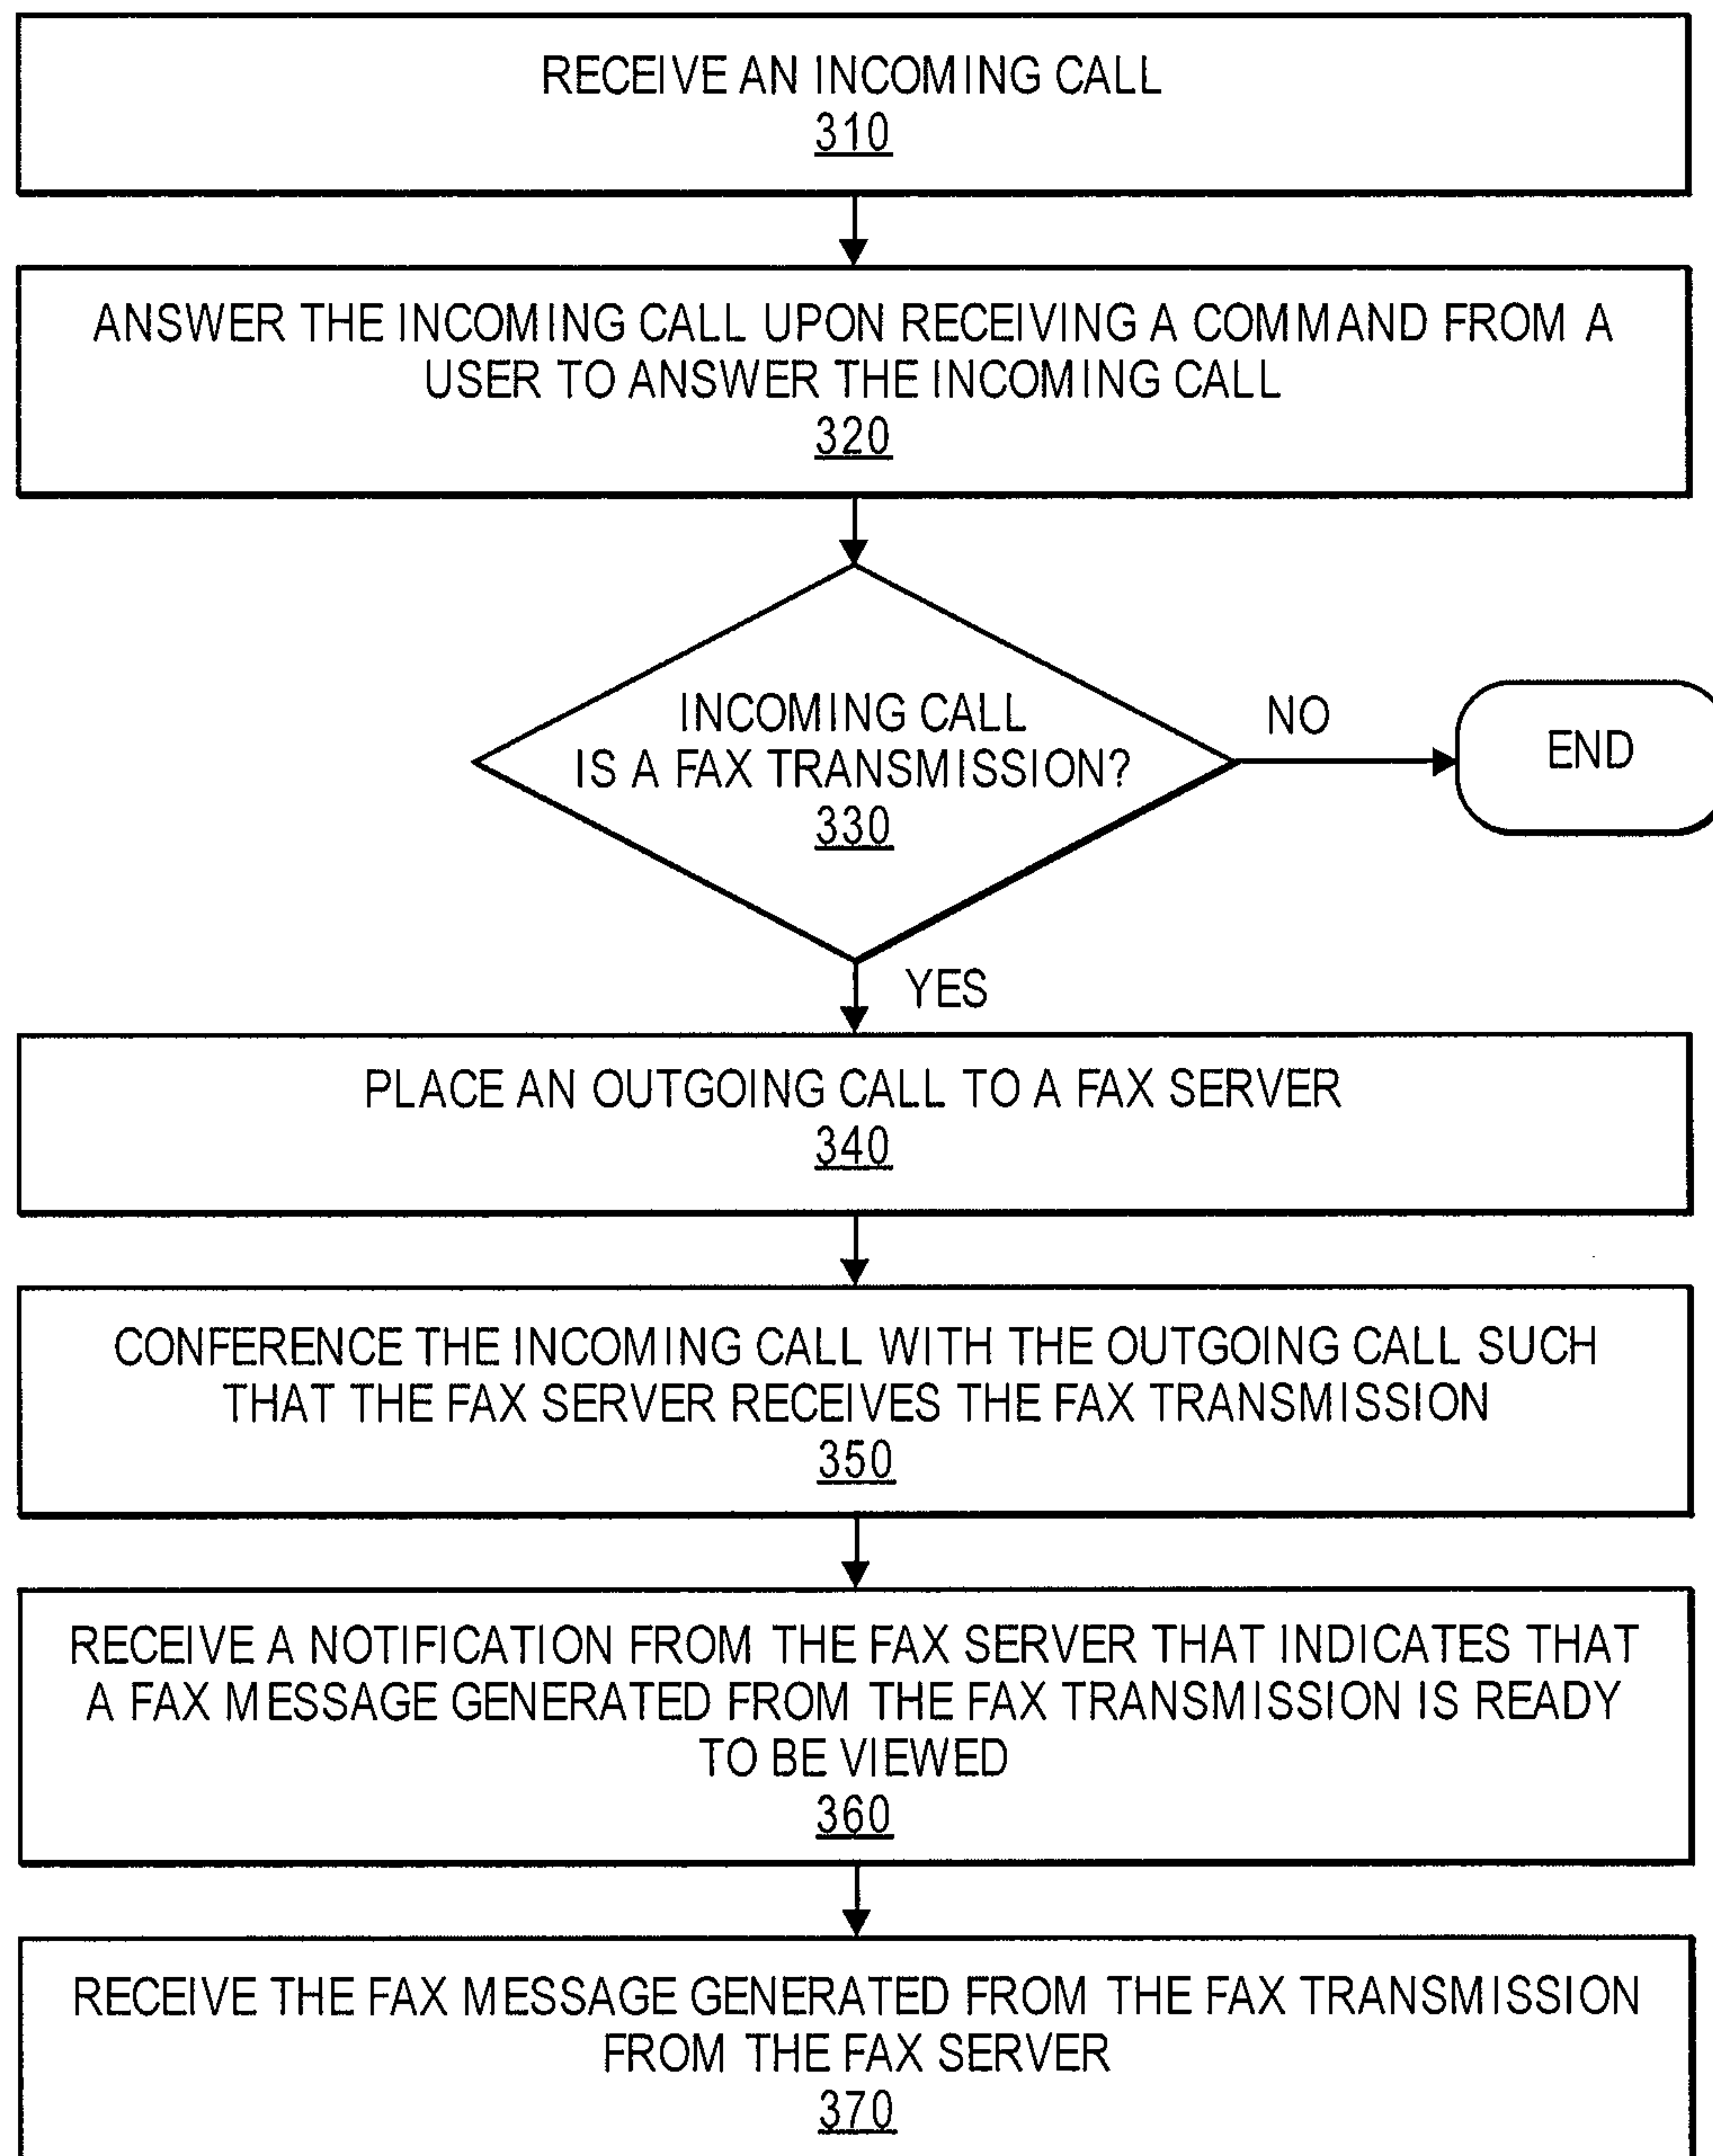 RECEIVE AN INCOMING CALL
310
ANSWER THE INCOMING CALL UPON RECEIVING A COMMAND FROM A
USER TO ANSWER THE INCOMING CALL
320
INCOMING CALL
IS A FAX TRANSMISSION?
330
NO
END
YES
PLACE AN OUTGOING CALL TO A FAX SERVER
340
CONFERENCE THE INCOMING CALL WITH THE OUTGOING CALL SUCH
THAT THE FAX SERVER RECEIVES THE FAX TRANSMISSION
350
RECEIVE A NOTIFICATION FROM THE FAX SERVER THAT INDICATES THAT
A FAX MESSAGE GENERATED FROM THE FAX TRANSMISSION IS READY
TO BE VIEWED
360
RECEIVE THE FAX MESSAGE GENERATED FROM THE FAX TRANSMISSION
FROM THE FAX SERVER
370